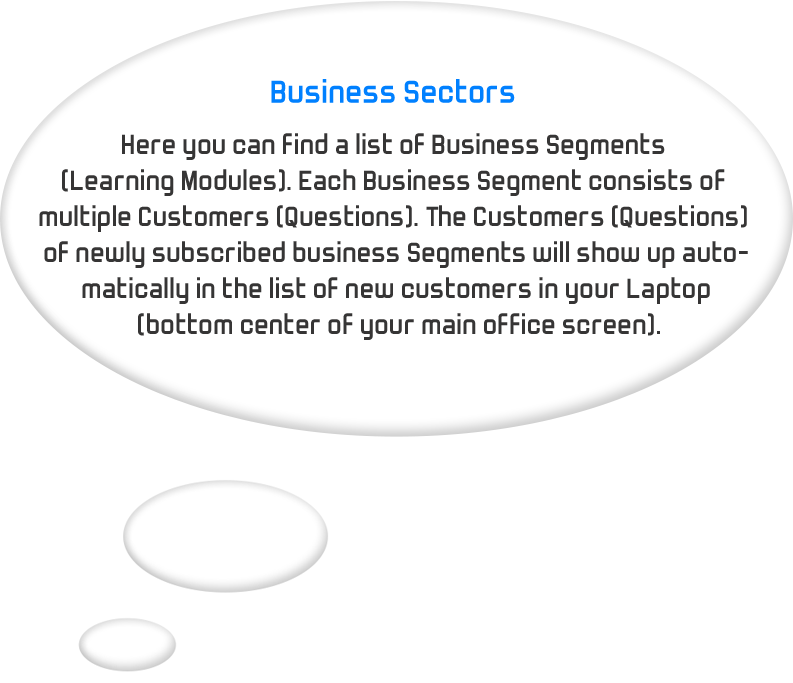 Business Sectors
Here you can find a list of Business Segments
(Learning Modules). Each Business Segment consists of
multiple Customers (Questions). The Customers (Questions)
of newly subscribed business Segments will show up auto-
matically in the list of new customers in your Laptop
(bottom center of your main office screen).